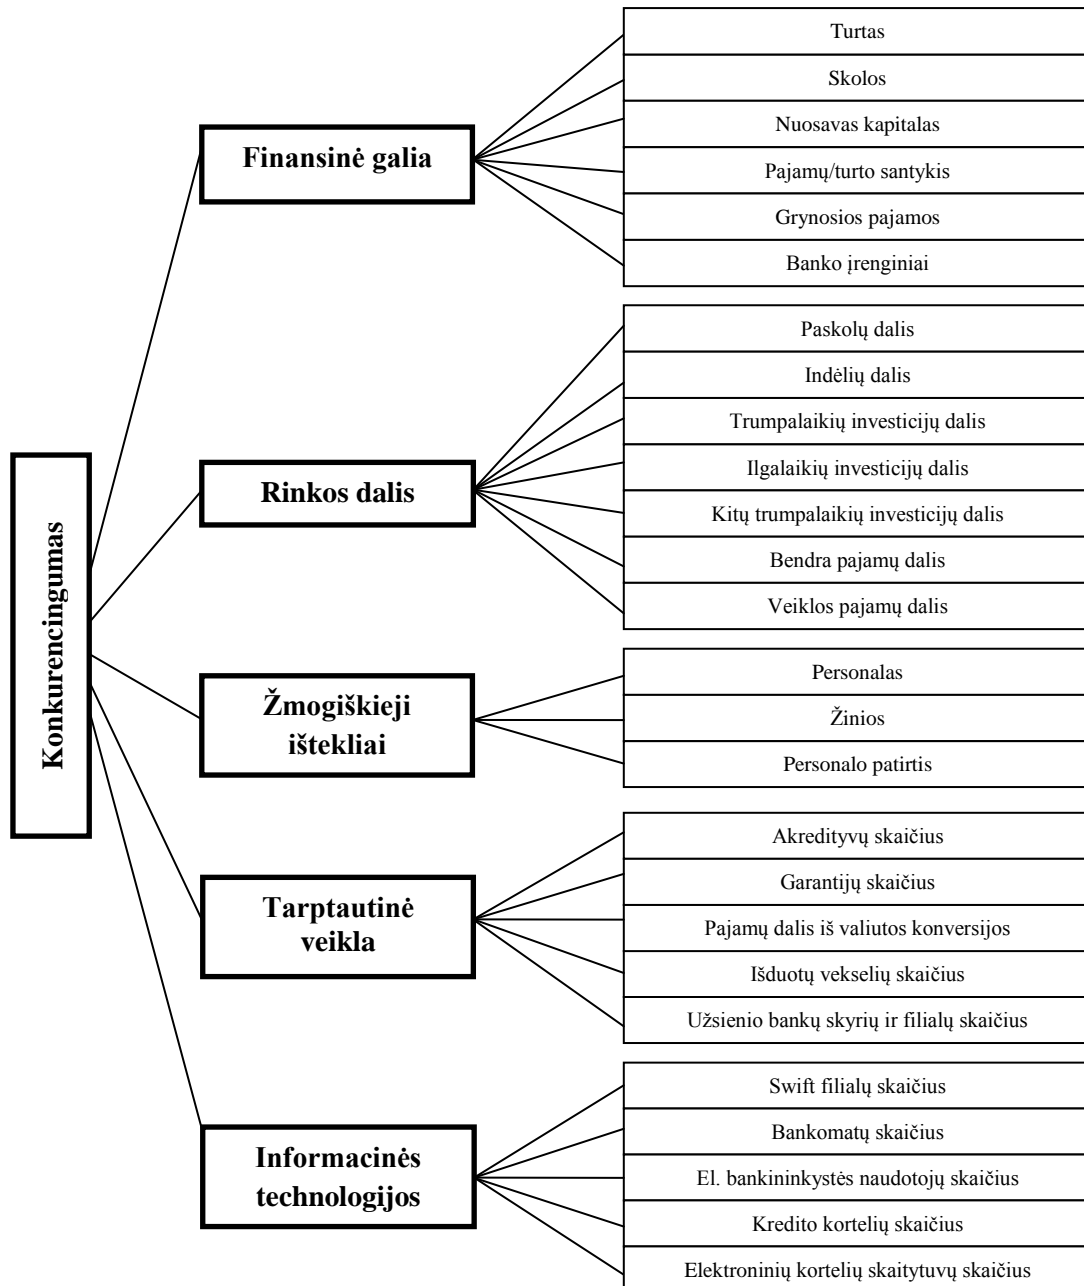 Konkurencingumas
Finansinė galia
Turtas
Skolos
Nuosavas kapitalas
Pajamų/turto santykis
Grynosios pajamos
Banko įrenginiai
Rinkos dalis
Paskolų dalis
Indėlių dalis
Trumpalaikių investicijų dalis
Ilgalaikių investicijų dalis
Kitų trumpalaikių investicijų dalis
Bendra pajamų dalis
Veiklos pajamų dalis
Žmogiškieji
ištekliai
Personalas
Žinios
Personalo patirtis
Tarptautinė
veikla
Akredityvų skaičius
Garantijų skaičius
Pajamų dalis iš valiutos konversijos
Išduotų vekselių skaičius
Užsienio bankų skyrių ir filialų skaičius
Informacinės
technologijos
Swift filialų skaičius
Bankomatų skaičius
El. bankininkystės naudotojų skaičius
Kredito kortelių skaičius
Elektroninių kortelių skaitytuvų skaičius